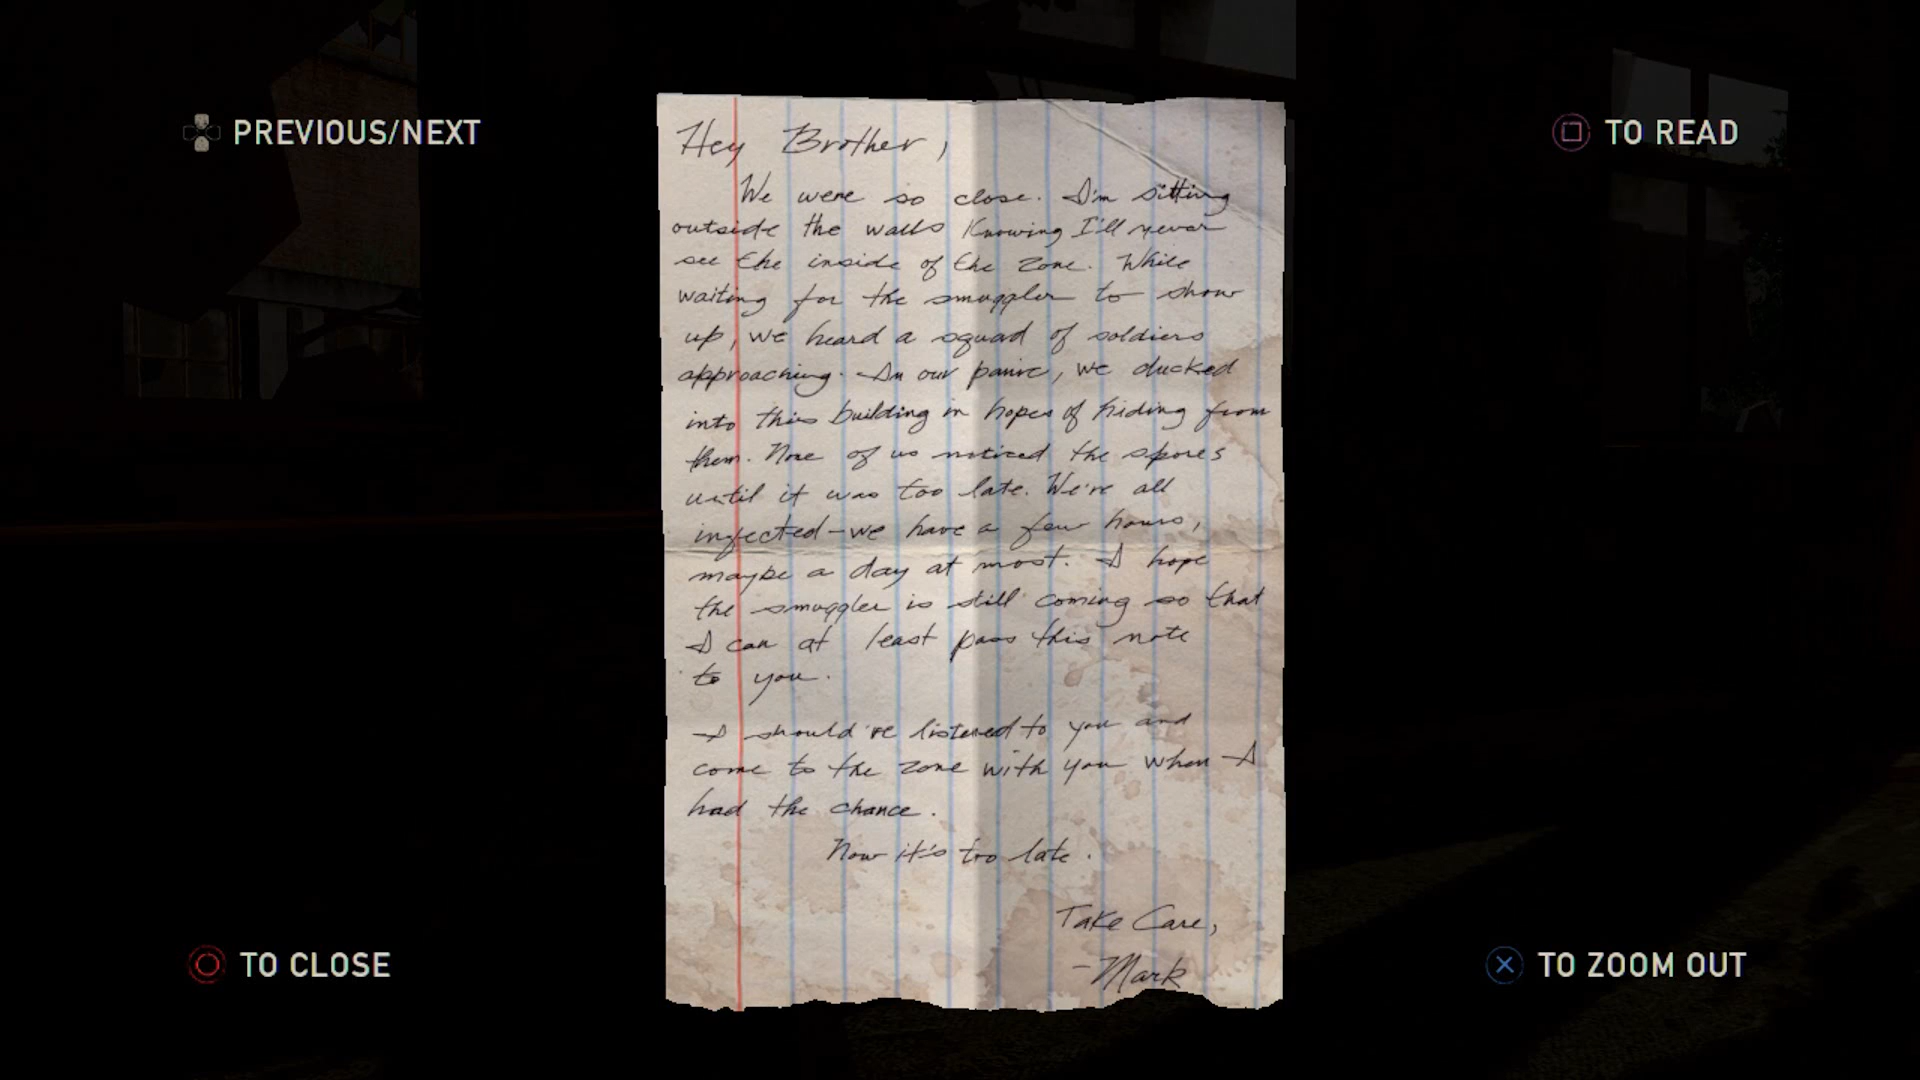 PREVIOUS/NEXT
TO READ
Hey Brother,
We were so close. I'm sitting
outside the walls Knowing I'll never
see the inside of the zone. While
waiting for the smuggler to show
up, we heard a squad of soldiers
approaching. In our panic, we ducked
into this building in hopes of hiding from
them. None of us noticed the spores
until it was too late. We're all
infected-we have a few hours,
maybe a day at most. I hope
the smuggler is still coming so that
I can at least pass this note
to you.
I should've listened to you and
come to the zone with you when I
had the chance.
Now it's too late.
Take Care,
-Mark
TO CLOSE
TO ZOOM OUT